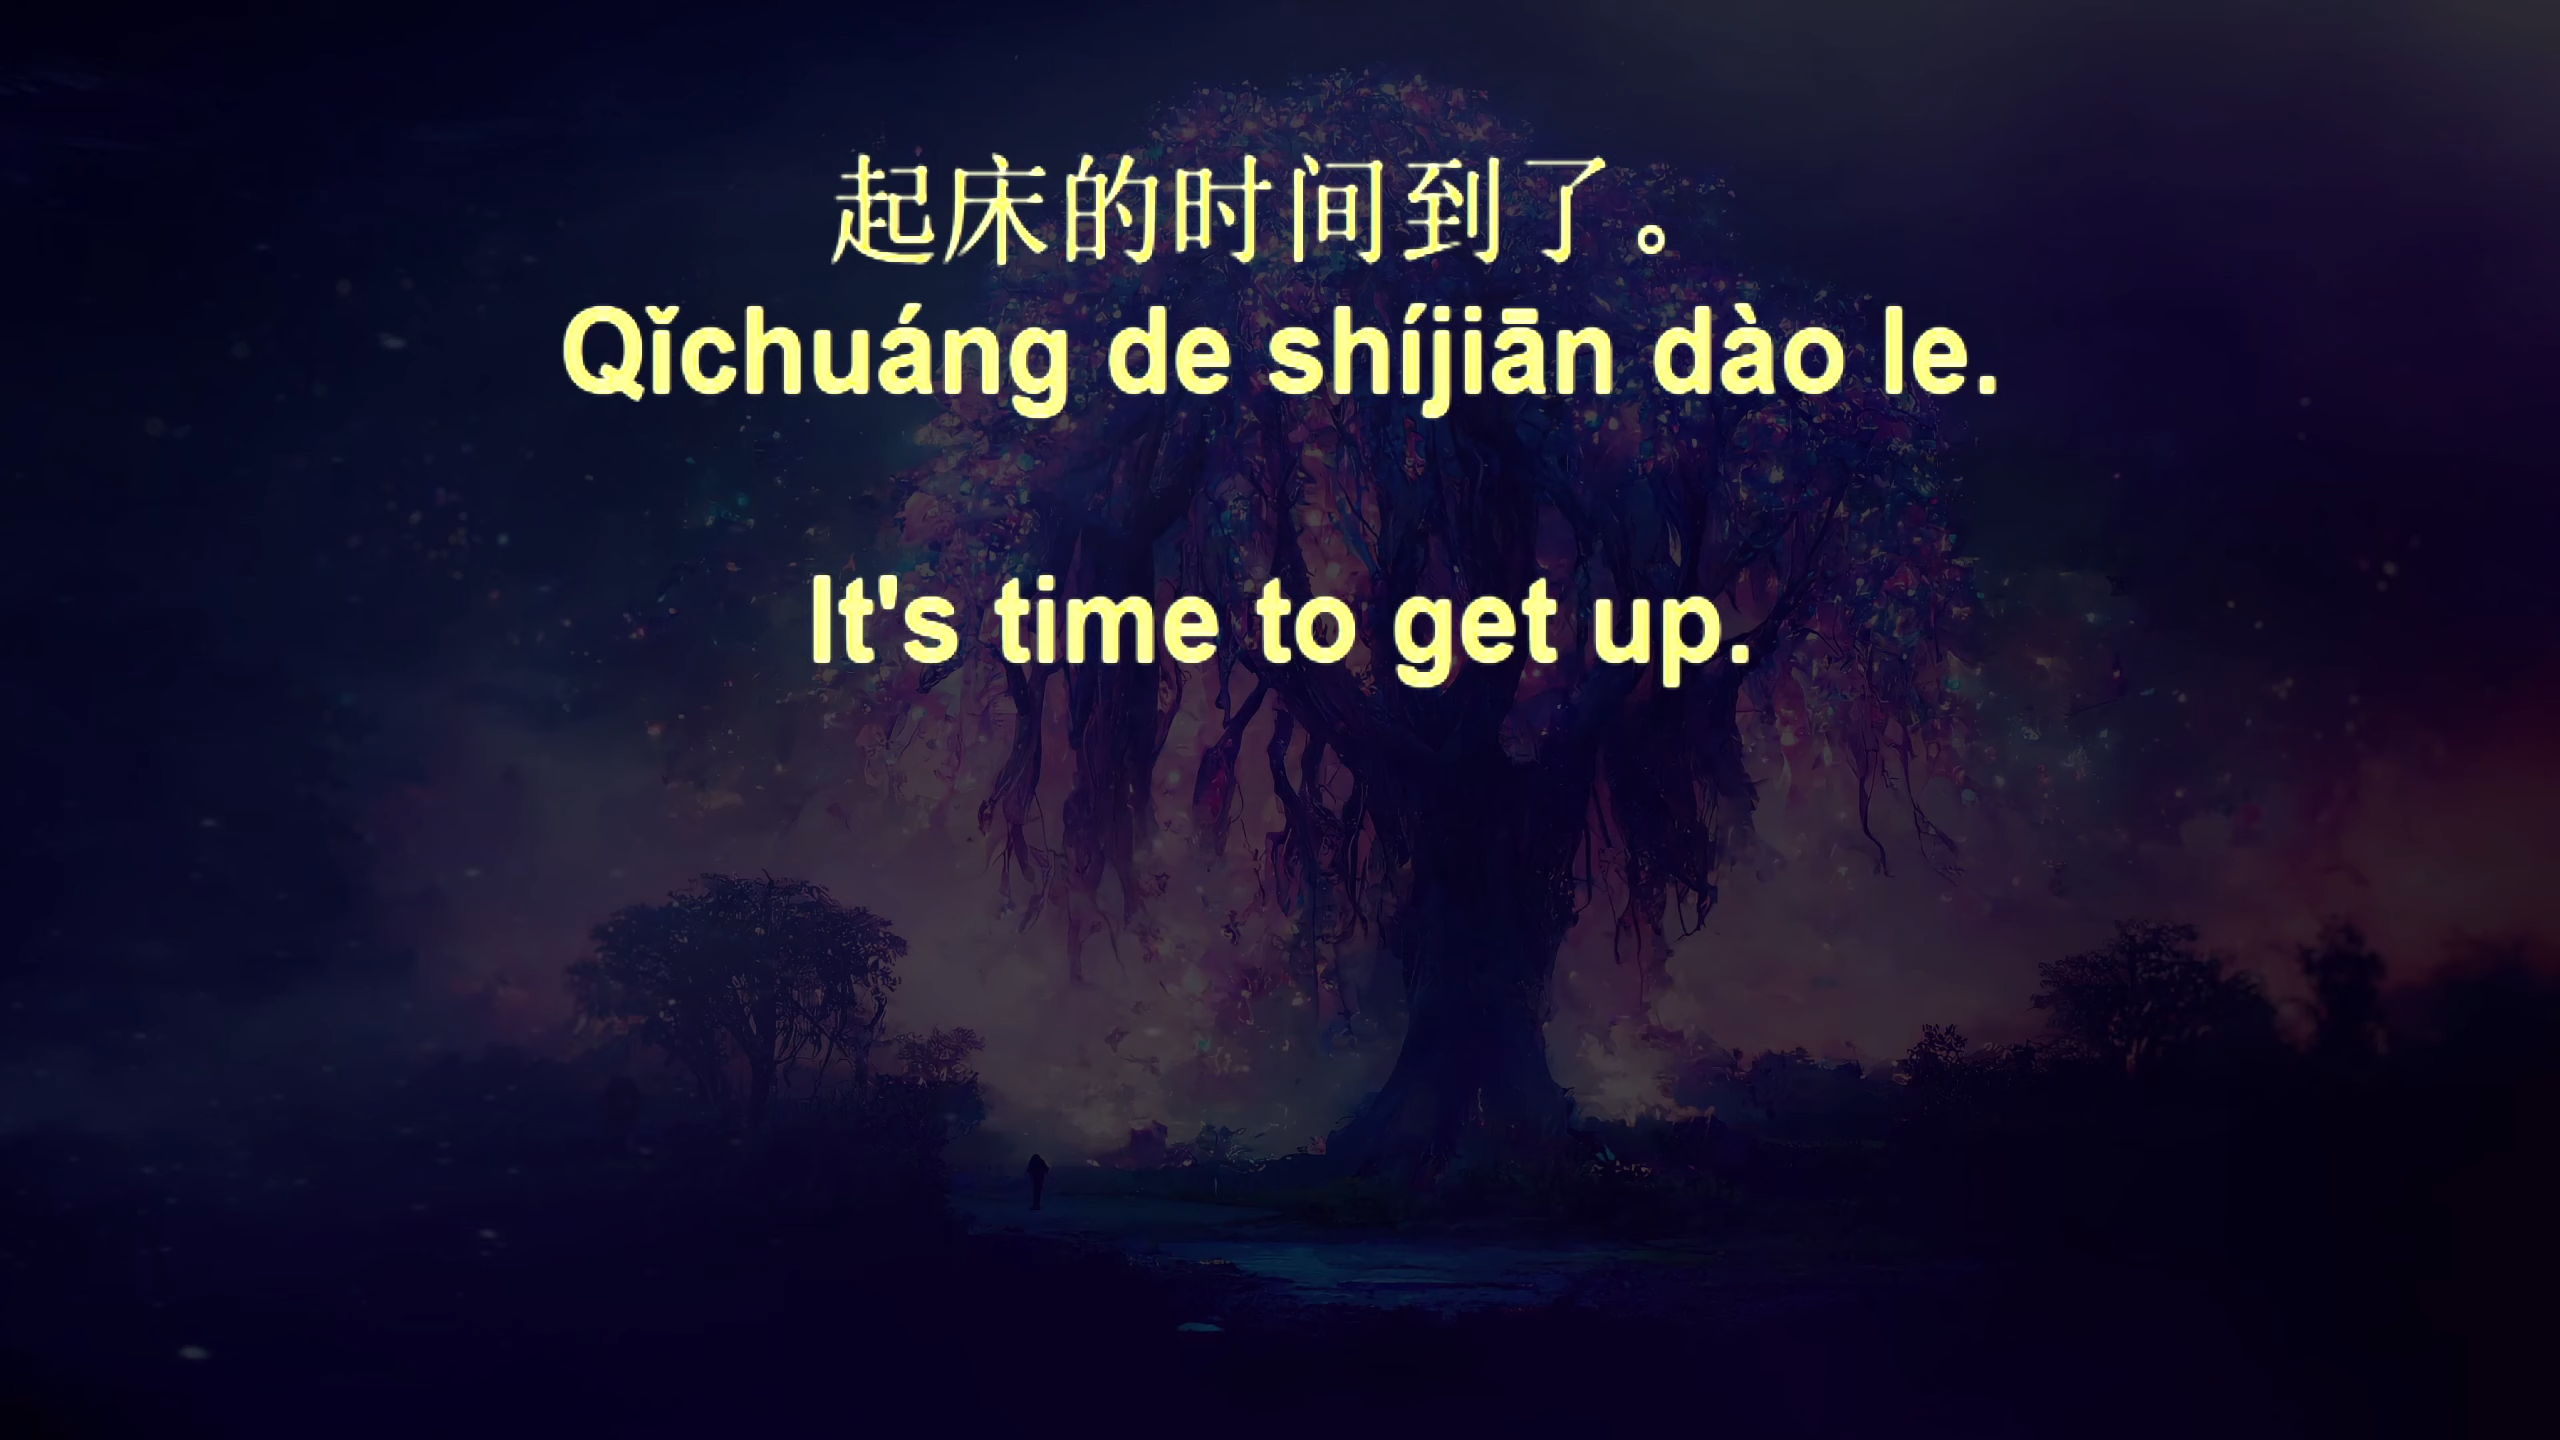 起床的时间到了。
Qǐchuáng de shíjiān dào le.
It's time to get up.